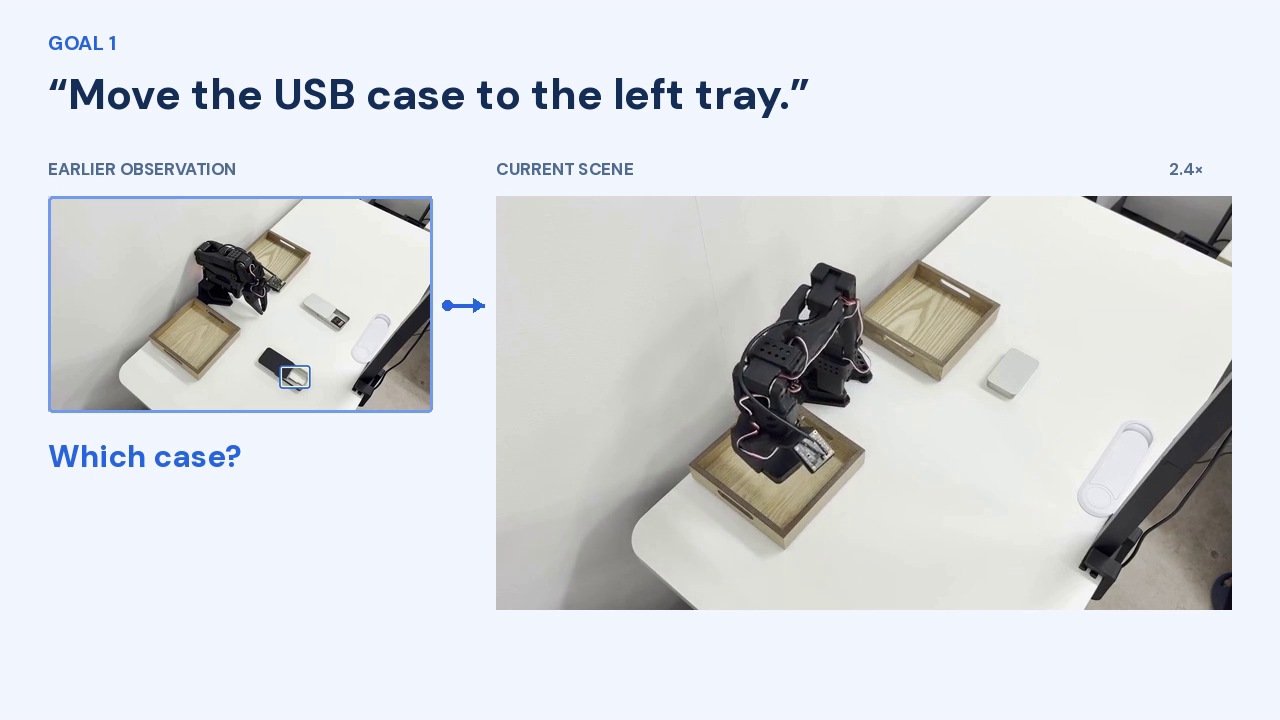 GOAL 1
“Move the USB case to the left tray.”
EARLIER OBSERVATION
CURRENT SCENE
2.4×
Which case?